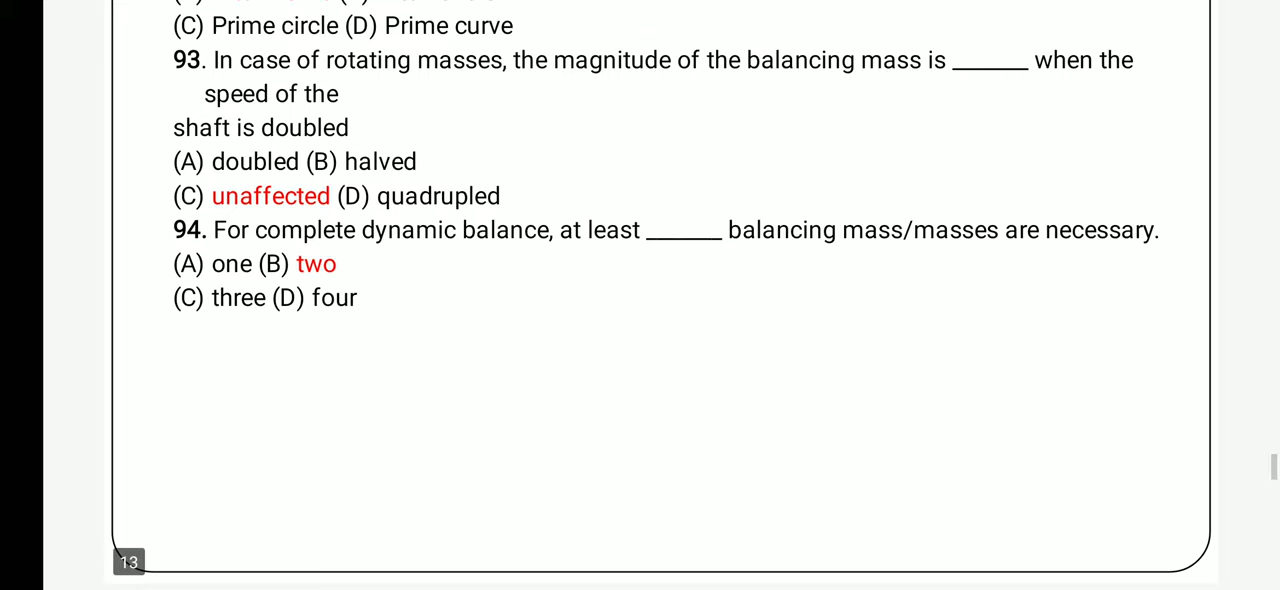 (C) Prime circle (D) Prime curve
93. In case of rotating masses, the magnitude of the balancing mass is ______ when the
speed of the
shaft is doubled
(A) doubled (B) halved
(C) unaffected (D) quadrupled
94. For complete dynamic balance, at least ______ balancing mass/masses are necessary.
(A) one (B) two
(C) three (D) four
13